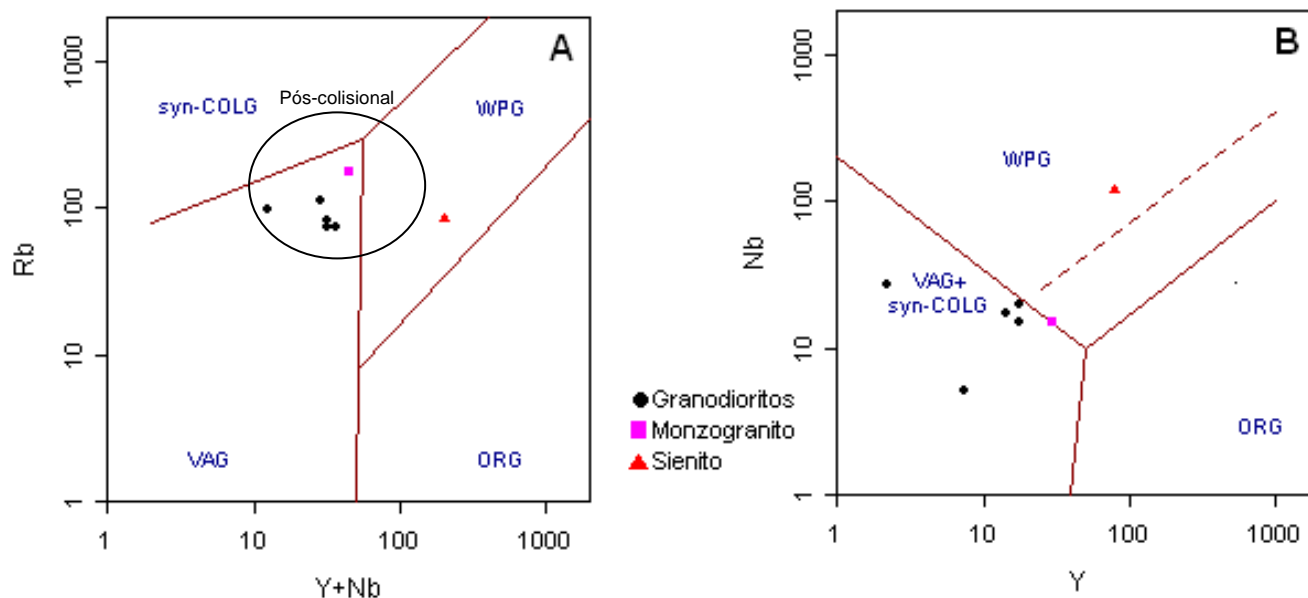 A
Pós-colisional
syn-COLG
WPG
VAG
ORG
1000
100
10
1
Rb
1
10
100
1000
Y+Nb
Granodioritos
Monzogranito
Sienito
B
WPG
VAG+
syn-COLG
ORG
1000
100
10
1
Nb
1
10
100
1000
Y